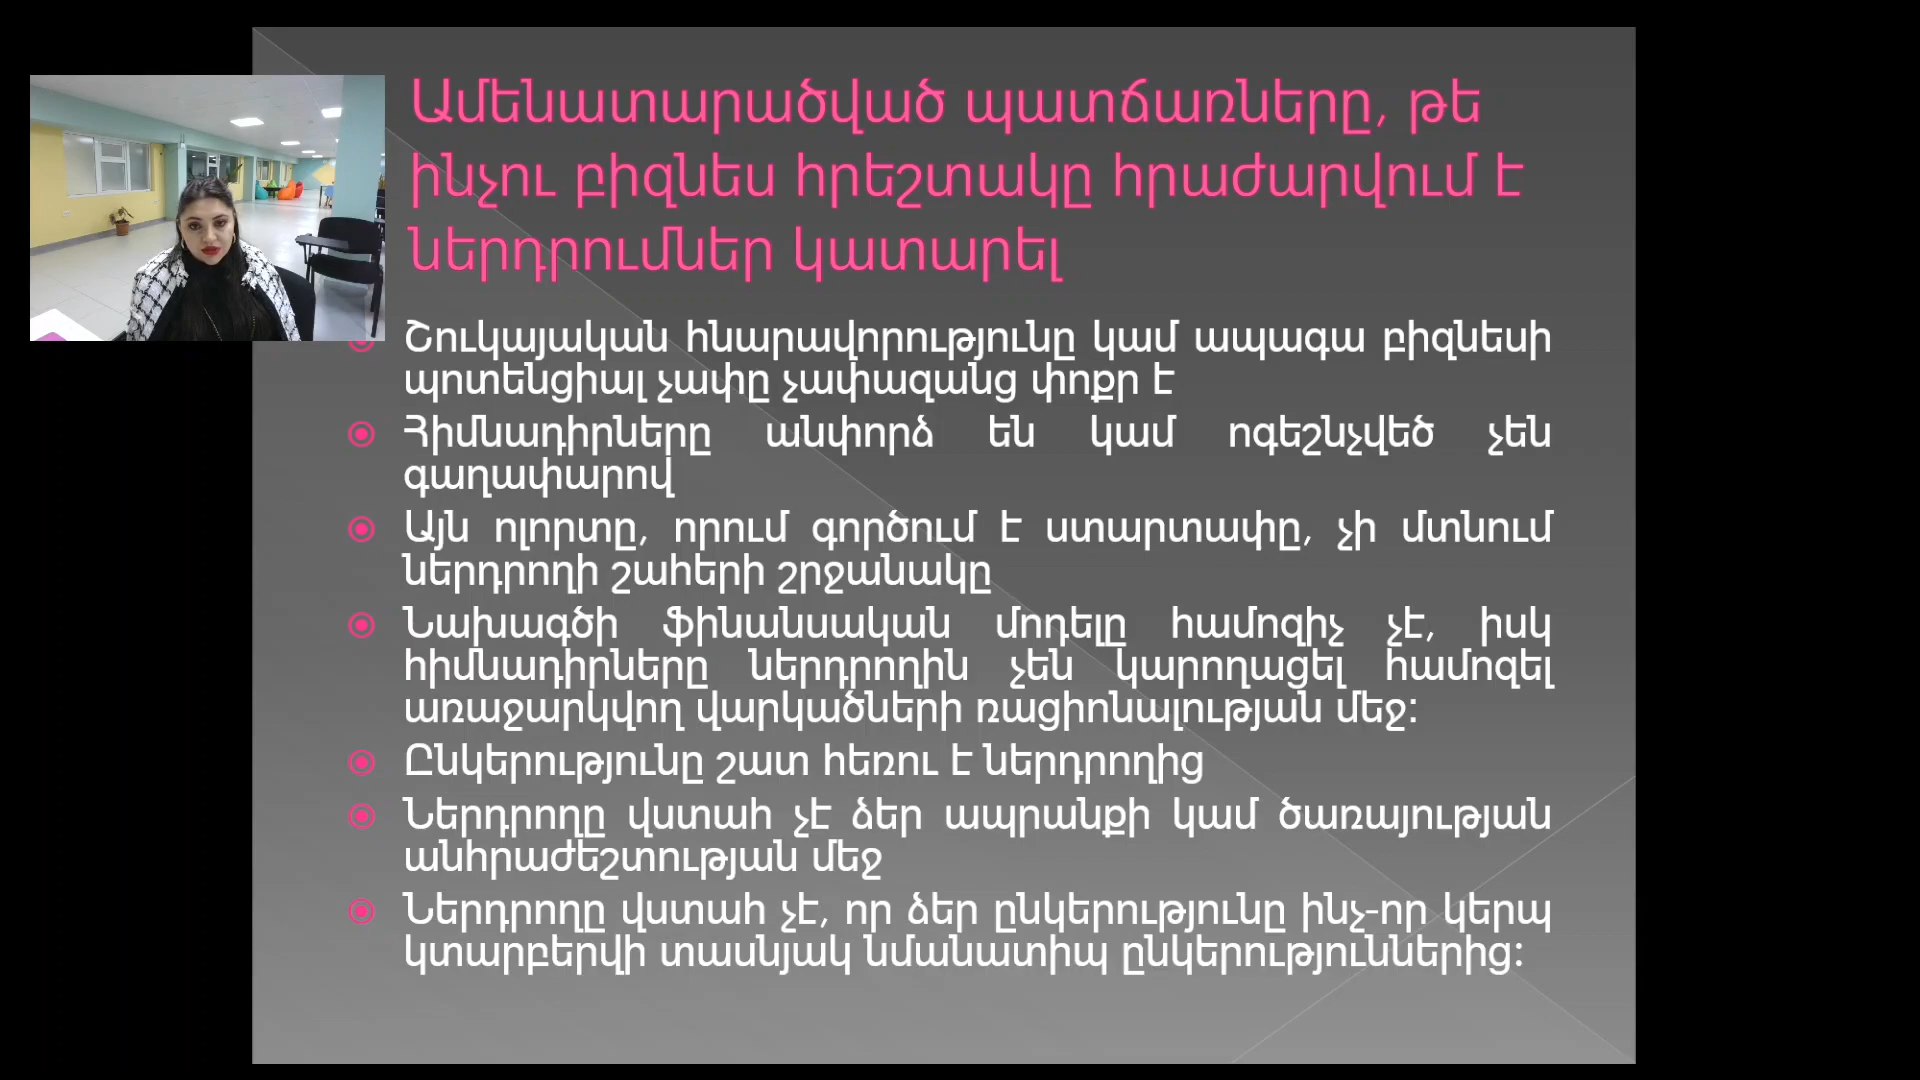 Ամենատարածված պատճառները, թե
ինչու բիզնես հրեշտակը հրաժարվում է
ներդրումներ կատարել
Շուկայական հնարավորությունը կամ ապագա բիզնեսի
պոտենցիալ չափը չափազանց փոքր է
Հիմնադիրները անփորձ են կամ ոգեշնչված չեն
գաղափարով
Այն ոլորտը, որում գործում է ստարտափը, չի մտնում
ներդրողի շահերի շրջանակը
Նախագծի ֆինանսական մոդելը համոզիչ չէ, իսկ
հիմնադիրները ներդրողին չեն կարողացել համոզել
առաջարկվող վարկածների ռացիոնալության մեջ:
Ընկերությունը շատ հեռու է ներդրողից
Ներդրողը վստահ չէ ձեր ապրանքի կամ ծառայության
անհրաժեշտության մեջ
Ներդրողը վստահ չէ, որ ձեր ընկերությունը ինչ-որ կերպ
կտարբերվի տասնյակ նմանատիպ ընկերություններից: